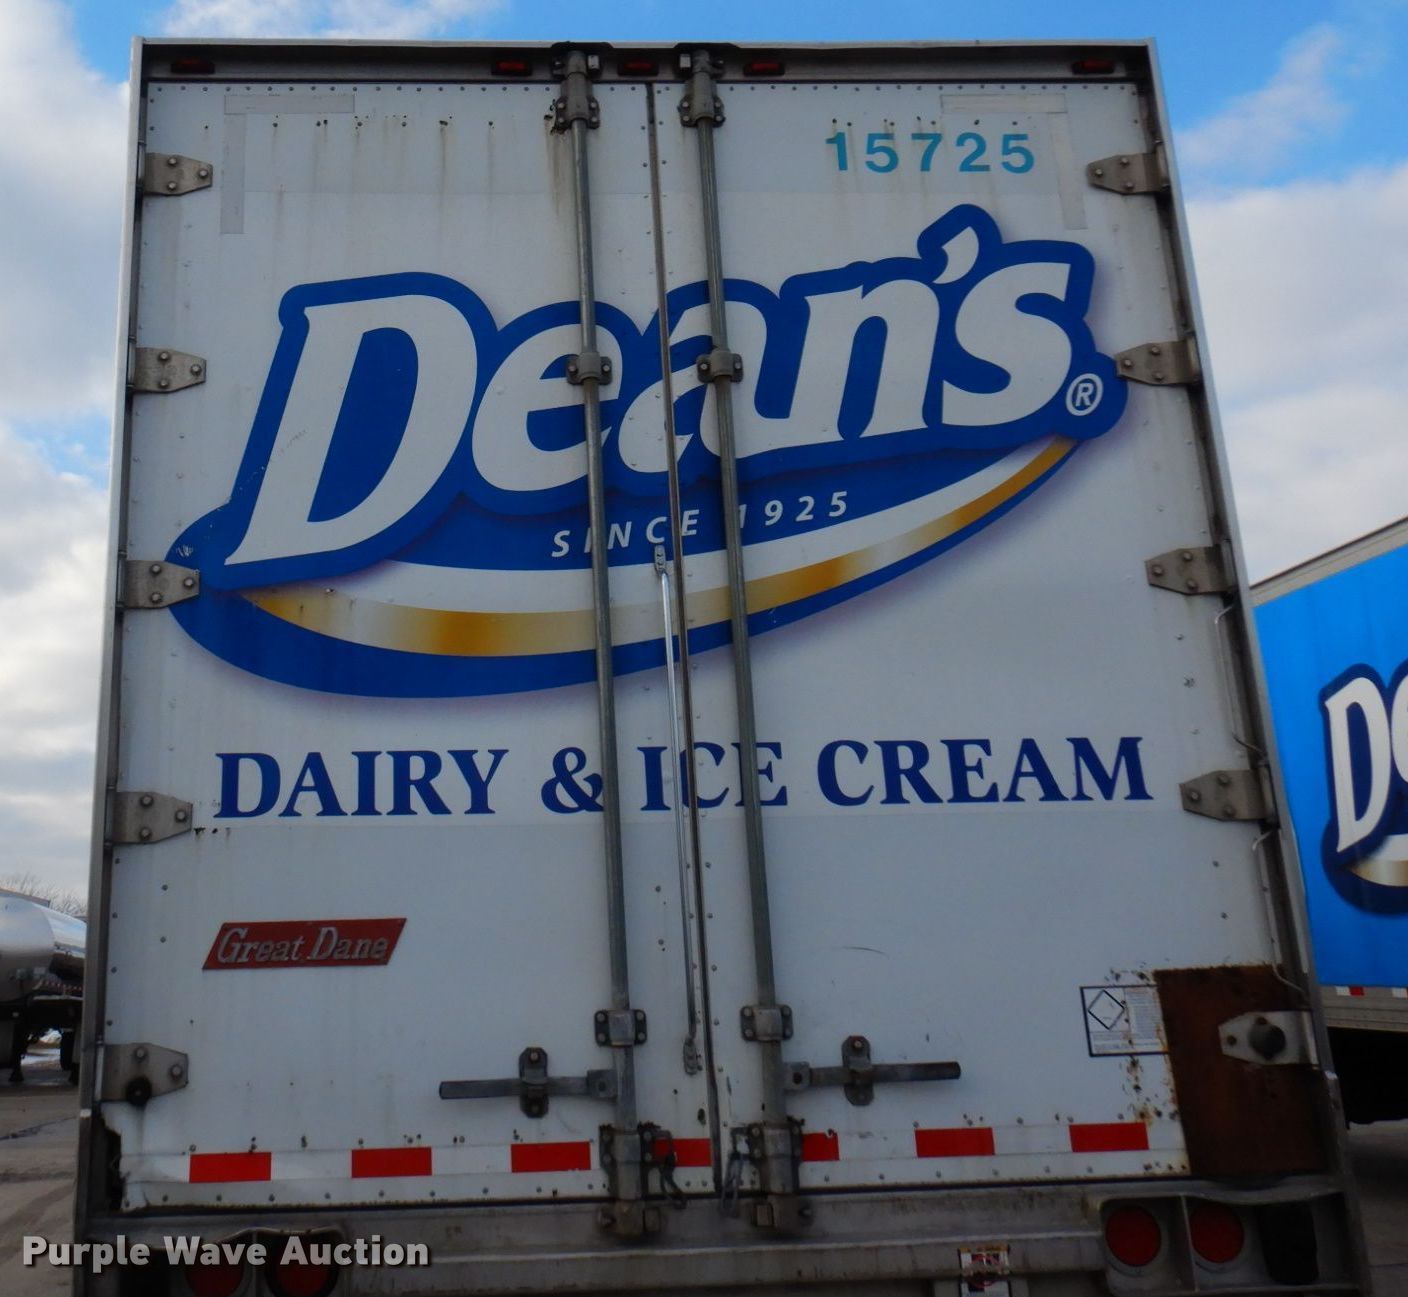 15725
Dean's®
SINCE 1925
DAIRY & ICE CREAM
Great Dane
Purple Wave Auction